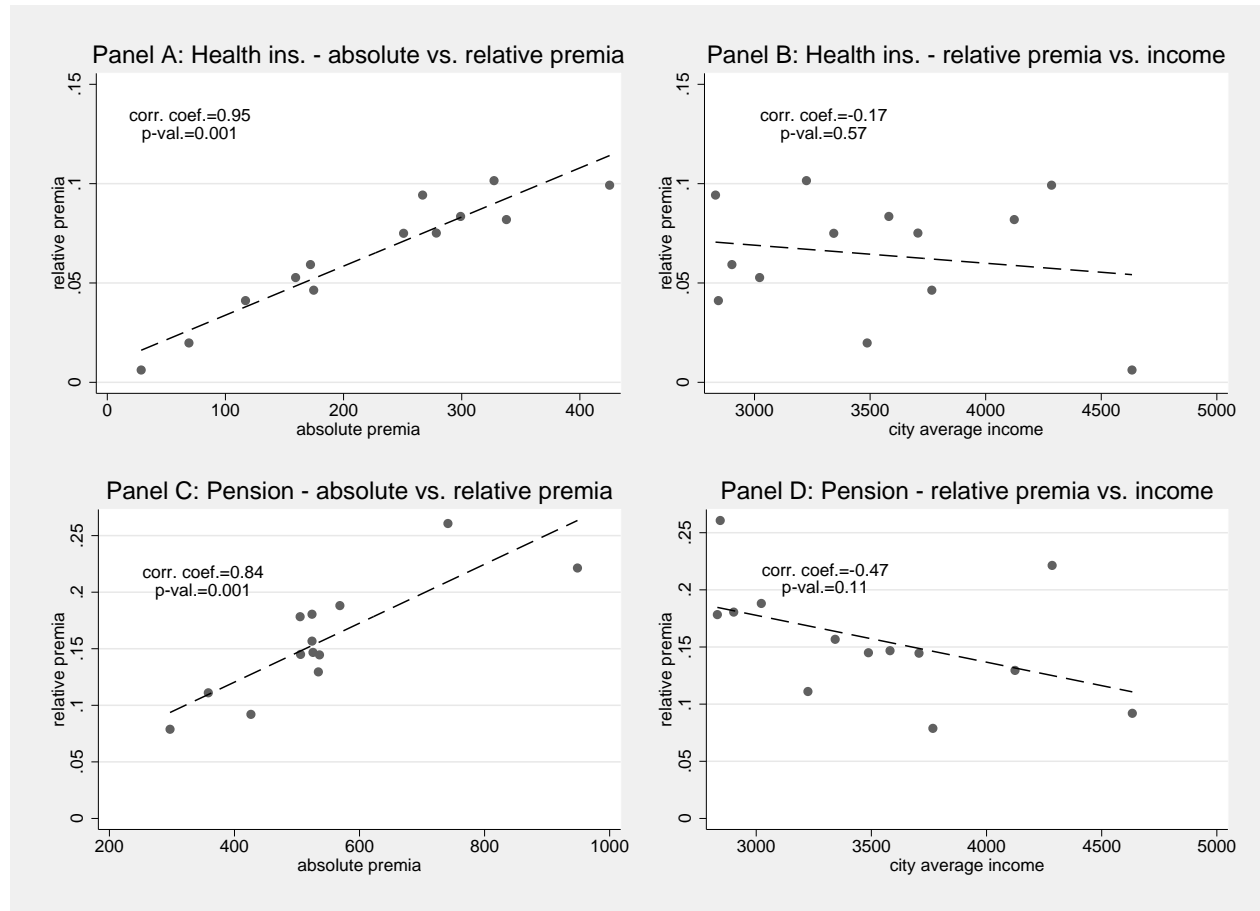 Panel A: Health ins. - absolute vs. relative premia
.15
.1
.05
0
relative premia
corr. coef.=0.95
p-val.=0.001
0 100 200 300 400
absolute premia
Panel B: Health ins. - relative premia vs. income
.15
.1
.05
0
relative premia
corr. coef.=-0.17
p-val.=0.57
3000 3500 4000 4500 5000
city average income
Panel C: Pension - absolute vs. relative premia
.25
.2
.15
.1
.05
0
relative premia
corr. coef.=0.84
p-val.=0.001
200 400 600 800 1000
absolute premia
Panel D: Pension - relative premia vs. income
.25
.2
.15
.1
.05
0
relative premia
corr. coef.=-0.47
p-val.=0.11
3000 3500 4000 4500 5000
city average income